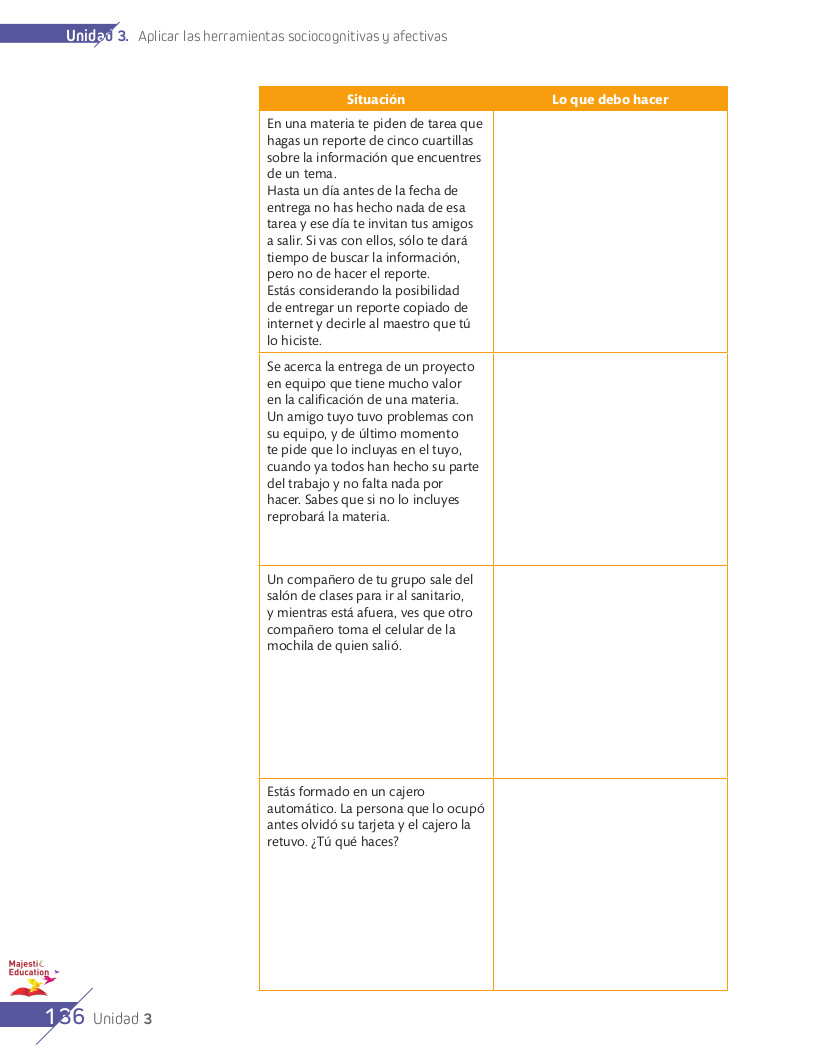 Unidad 3. Aplicar las herramientas sociocognitivas y afectivas
Situación
Lo que debo hacer
En una materia te piden de tarea que
hagas un reporte de cinco cuartillas
sobre la información que encuentres
de un tema.
Hasta un día antes de la fecha de
entrega no has hecho nada de esa
tarea y ese día te invitan tus amigos
a salir. Si vas con ellos, sólo te dará
tiempo de buscar la información,
pero no de hacer el reporte.
Estás considerando la posibilidad
de entregar un reporte copiado de
internet y decirle al maestro que tú
lo hiciste.
Se acerca la entrega de un proyecto
en equipo que tiene mucho valor
en la calificación de una materia.
Un amigo tuyo tuvo problemas con
su equipo, y de último momento
te pide que lo incluyas en el tuyo,
cuando ya todos han hecho su parte
del trabajo y no falta nada por
hacer. Sabes que si no lo incluyes
reprobará la materia.
Un compañero de tu grupo sale del
salón de clases para ir al sanitario,
y mientras está afuera, ves que otro
compañero toma el celular de la
mochila de quien salió.
Estás formado en un cajero
automático. La persona que lo ocupó
antes olvidó su tarjeta y el cajero la
retuvo. ¿Tú qué haces?
Majestic
Education
136 Unidad 3